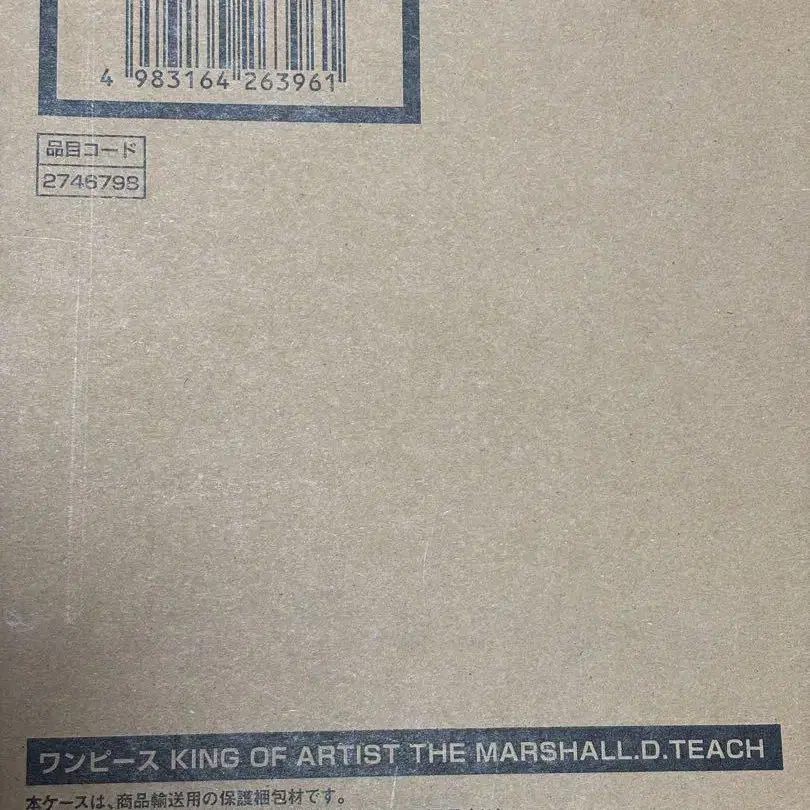 4 983164 263961
品目コード
2746798
ワンピース KING OF ARTIST THE MARSHALL.D.TEACH
本ケースは、商品輸送用の保護梱包材です。